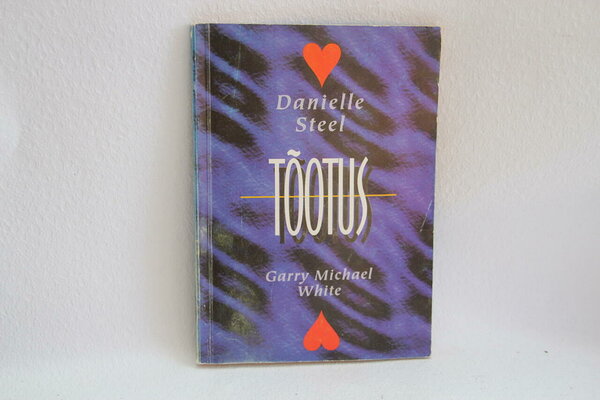 Danielle
Steel
TÕOTUS
Garry Michael
White